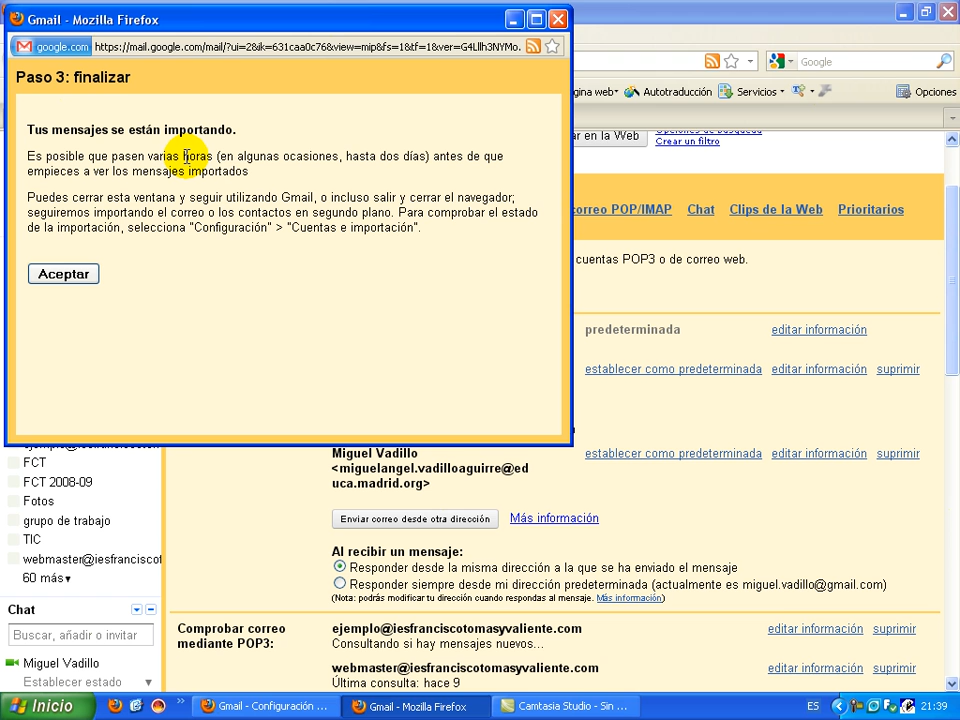 Gmail - Mozilla Firefox
google.com https://mail.google.com/mail/?ui=2&ik=631caa0c76&view=mip&fs=1&tf=1&ver=G4Llh3NYMo.
Paso 3: finalizar
Tus mensajes se están importando.
Es posible que pasen varias horas (en algunas ocasiones, hasta dos días) antes de que
empieces a ver los mensajes importados
Puedes cerrar esta ventana y seguir utilizando Gmail, o incluso salir y cerrar el navegador;
seguiremos importando el correo o los contactos en segundo plano. Para comprobar el estado
de la importación, selecciona "Configuración" > "Cuentas e importación".
Aceptar
Google
gina web Autotraducción Servicios Opciones
ar en la Web
Crear un filtro
correo POP/IMAP Chat Clips de la Web Prioritarios
cuentas POP3 o de correo web.
predeterminada editar información
establecer como predeterminada editar información suprimir
Miguel Vadillo
<miguelangel.vadilloaguirre@ed
uca.madrid.org>
establecer como predeterminada editar información suprimir
Enviar correo desde otra dirección Más información
Al recibir un mensaje:
Responder desde la misma dirección a la que se ha enviado el mensaje
Responder siempre desde mi dirección predeterminada (actualmente es miguel.vadillo@gmail.com)
(Nota: podrás modificar tu dirección cuando respondas al mensaje. Más información)
Comprobar correo
mediante POP3:
ejemplo@iesfranciscotomasyvaliente.com editar información suprimir
Consultando si hay mensajes nuevos...
webmaster@iesfranciscotomasyvaliente.com editar información suprimir
Última consulta: hace 9
FCT
FCT 2008-09
Fotos
grupo de trabajo
TIC
webmaster@iesfranciscot
60 más▾
Chat
Buscar, añadir o invitar
Miguel Vadillo
Establecer estado
Inicio
Gmail - Configuración ...
Gmail - Mozilla Firefox
Camtasia Studio - Sin ...
ES
21:39